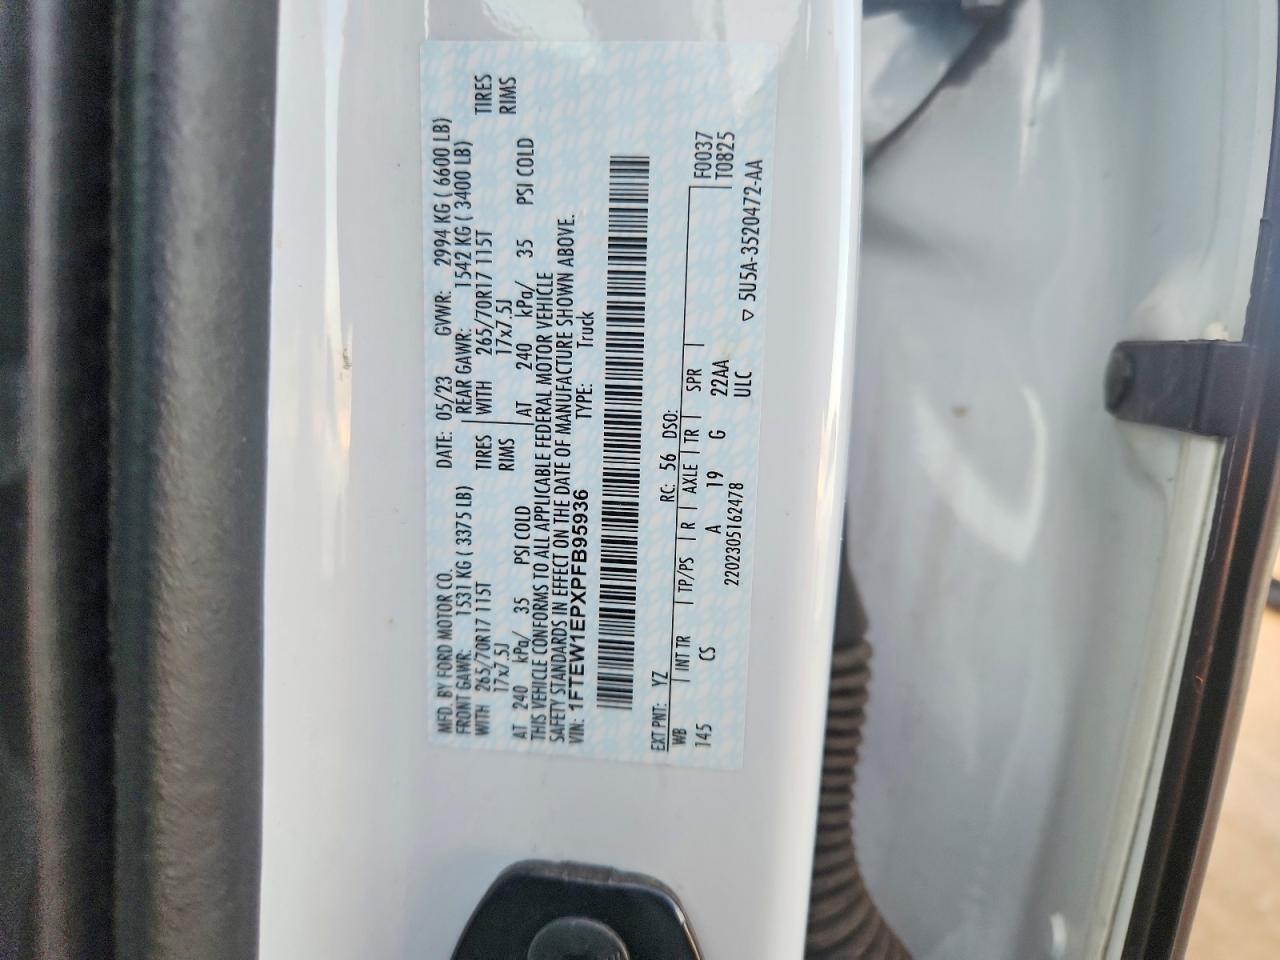 MFD. BY FORD MOTOR CO. DATE: 05/23 GVWR: 2994 KG ( 6600 LB)
FRONT GAWR: 1531 KG ( 3375 LB) REAR GAWR: 1542 KG ( 3400 LB)
WITH 265/70R17 115T TIRES WITH 265/70R17 115T TIRES
17x7.5J RIMS 17x7.5J RIMS
AT 240 kPa/ 35 PSI COLD AT 240 kPa/ 35 PSI COLD
THIS VEHICLE CONFORMS TO ALL APPLICABLE FEDERAL MOTOR VEHICLE
SAFETY STANDARDS IN EFFECT ON THE DATE OF MANUFACTURE SHOWN ABOVE.
VIN: 1FTEW1EPXPFB95936 TYPE: Truck
EXT PNT: YZ RC: 56 DSO: F0037
WB INT TR TP/PS R AXLE TR SPR T0825
145 CS A 19 G 22AA
2202305162478 ULC ▽ 5U5A-3520472-AA